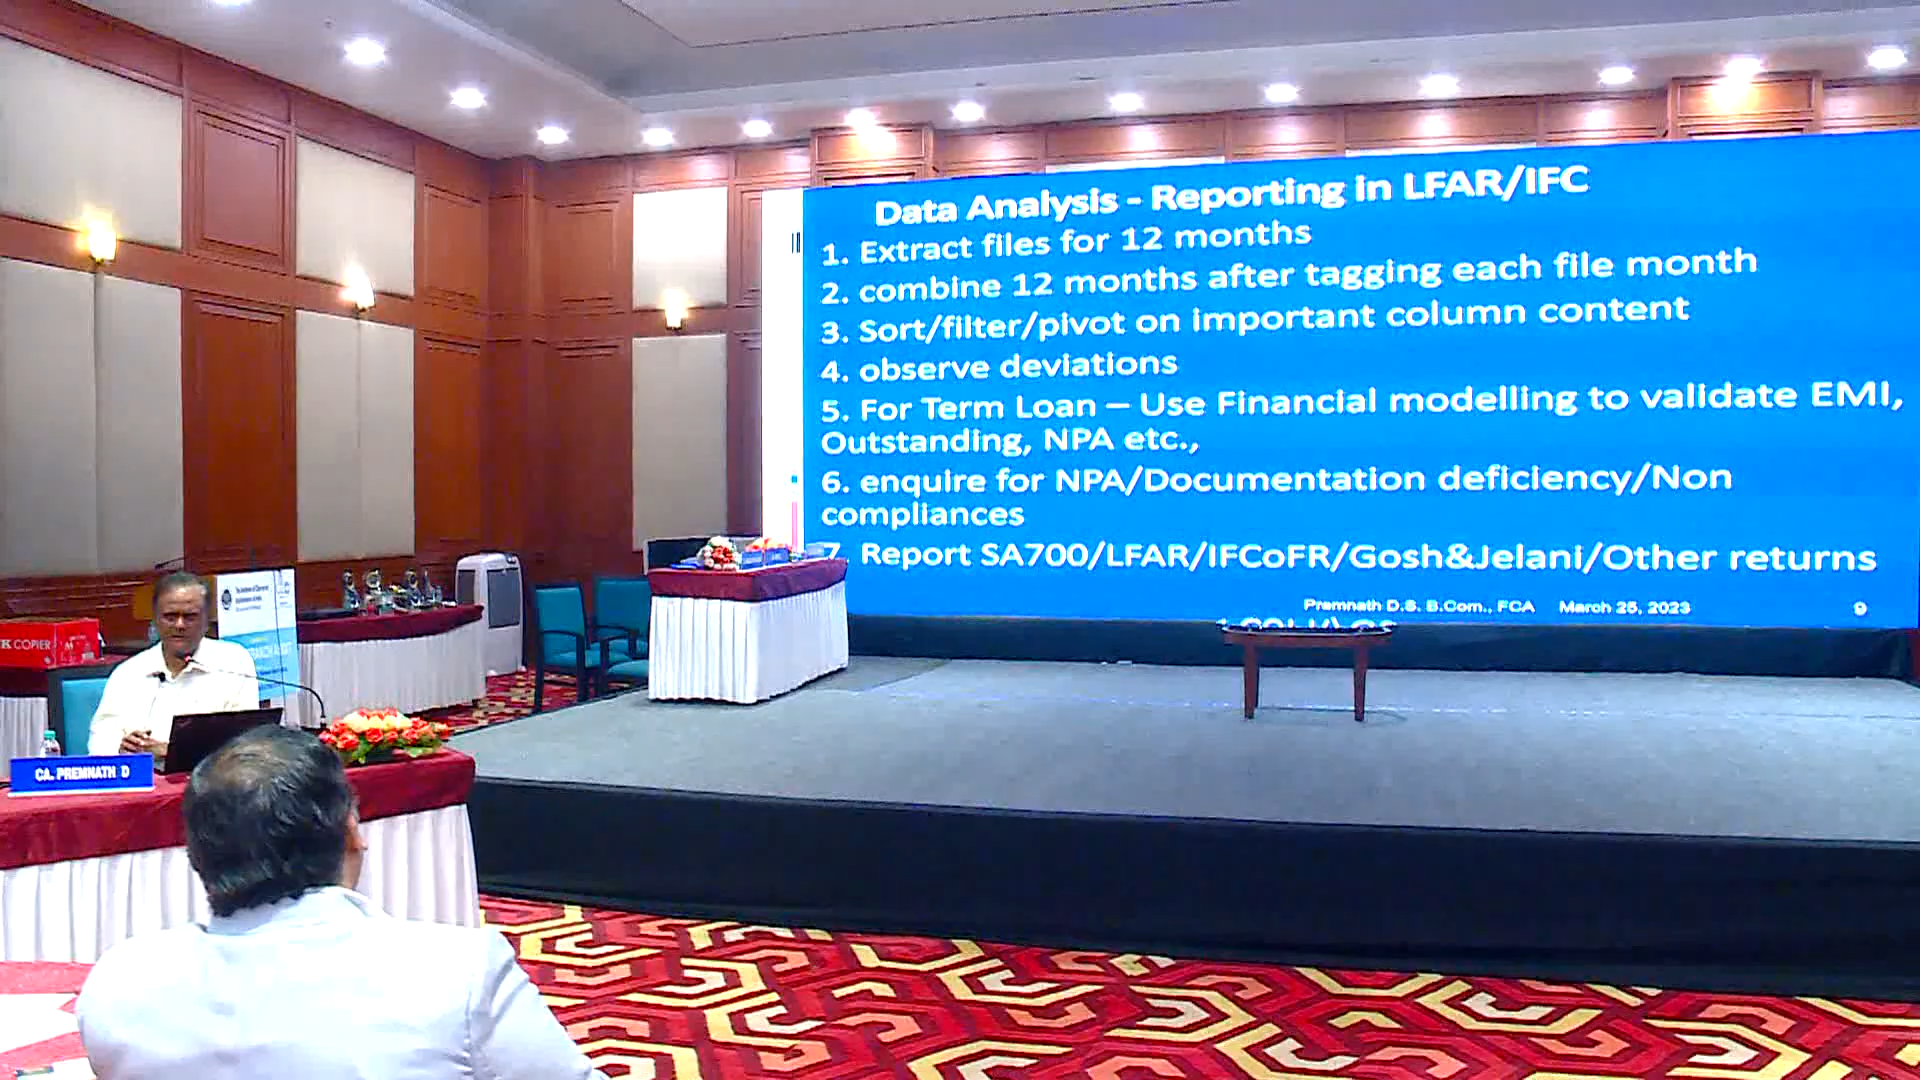 Data Analysis - Reporting in LFAR/IFC
1. Extract files for 12 months
2. combine 12 months after tagging each file month
3. Sort/filter/pivot on important column content
4. observe deviations
5. For Term Loan – Use Financial modelling to validate EMI,
Outstanding, NPA etc.,
6. enquire for NPA/Documentation deficiency/Non
compliances
7. Report SA700/LFAR/IFCoFR/Gosh&Jelani/Other returns
Premnath D.S. B.Com., FCA March 25, 2023 9
K COPIER
CA. PREMNATH D